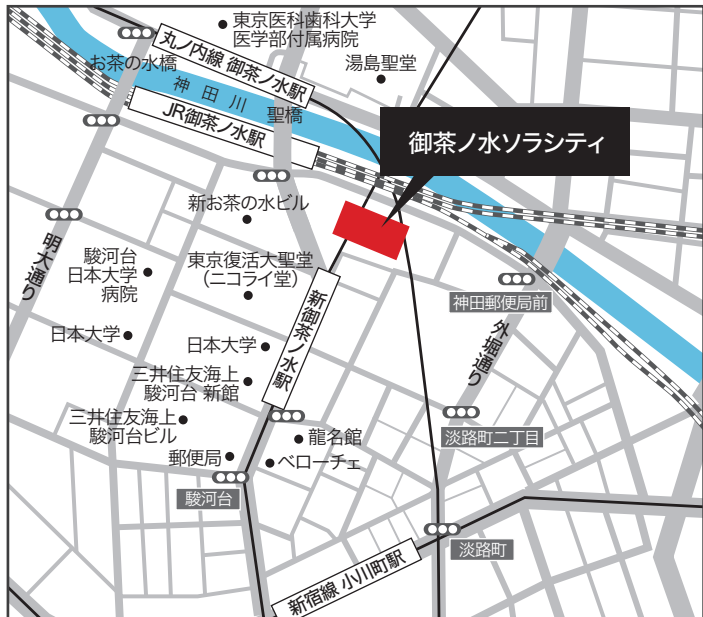 東京医科歯科大学
医学部付属病院
丸ノ内線 御茶ノ水駅
お茶の水橋
湯島聖堂
神田川
聖橋
JR御茶ノ水駅
御茶ノ水ソラシティ
新お茶の水ビル
明大通り
駿河台
日本大学
病院
東京復活大聖堂
(ニコライ堂)
新御茶ノ水駅
神田郵便局前
外堀通り
日本大学
日本大学
三井住友海上
駿河台 新館
三井住友海上
駿河台ビル
龍名館
淡路町二丁目
郵便局
ベローチェ
駿河台
淡路町
新宿線 小川町駅